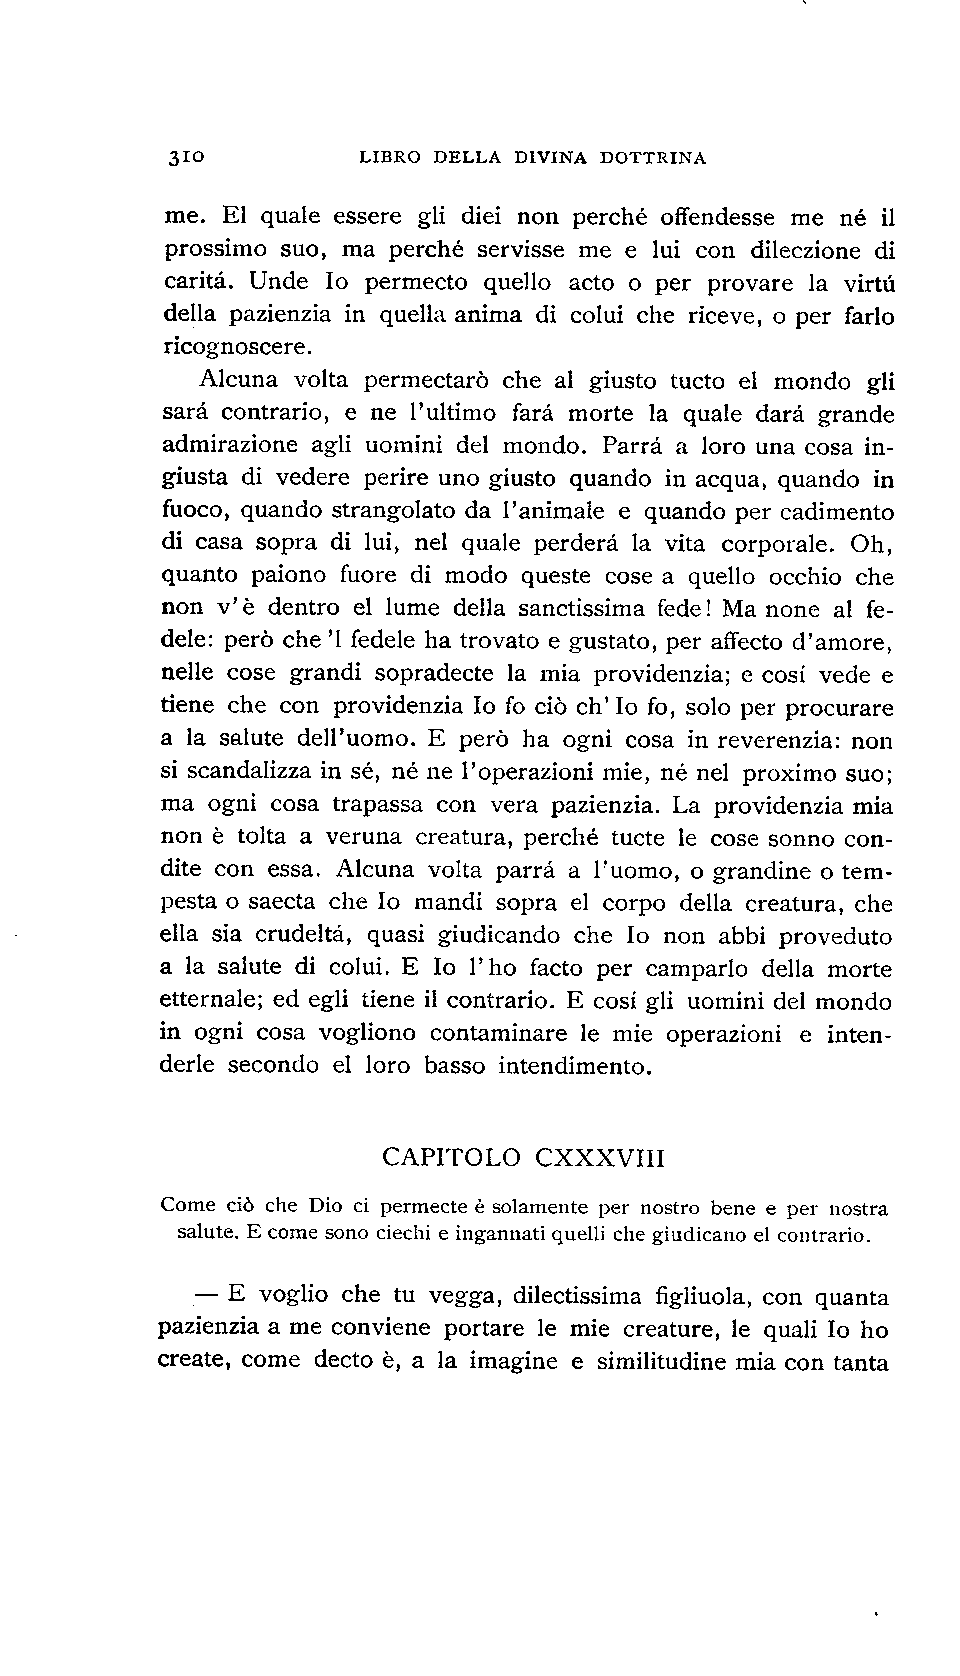 310 LIBRO DELLA DIVINA DOTTRINA
me. El quale essere gli diei non perché offendesse me né il
prossimo suo, ma perché servisse me e lui con dileczione di
caritá. Unde Io permecto quello acto o per provare la virtú
della pazienzia in quella anima di colui che riceve, o per farlo
ricognoscere.
Alcuna volta permectarò che al giusto tucto el mondo gli
sará contrario, e ne l'ultimo fará morte la quale dará grande
admirazione agli uomini del mondo. Parrá a loro una cosa in-
giusta di vedere perire uno giusto quando in acqua, quando in
fuoco, quando strangolato da l'animale e quando per cadimento
di casa sopra di lui, nel quale perderá la vita corporale. Oh,
quanto paiono fuore di modo queste cose a quello occhio che
non v'è dentro el lume della sanctissima fede! Ma none al fe-
dele: però che 'l fedele ha trovato e gustato, per affecto d'amore,
nelle cose grandi sopradecte la mia providenzia; e cosí vede e
tiene che con providenzia Io fo ciò ch' Io fo, solo per procurare
a la salute dell'uomo. E però ha ogni cosa in reverenzia: non
si scandalizza in sé, né ne l'operazioni mie, né nel proximo suo;
ma ogni cosa trapassa con vera pazienzia. La providenzia mia
non è tolta a veruna creatura, perché tucte le cose sonno con-
dite con essa. Alcuna volta parrá a l'uomo, o grandine o tem-
pesta o saecta che Io mandi sopra el corpo della creatura, che
ella sia crudeltá, quasi giudicando che Io non abbi proveduto
a la salute di colui. E Io l'ho facto per camparlo della morte
etternale; ed egli tiene il contrario. E cosí gli uomini del mondo
in ogni cosa vogliono contaminare le mie operazioni e inten-
derle secondo el loro basso intendimento.
CAPITOLO CXXXVIII
Come ciò che Dio ci permecte è solamente per nostro bene e per nostra
salute. E come sono ciechi e ingannati quelli che giudicano el contrario.
— E voglio che tu vegga, dilectissima figliuola, con quanta
pazienzia a me conviene portare le mie creature, le quali Io ho
create, come decto è, a la imagine e similitudine mia con tanta